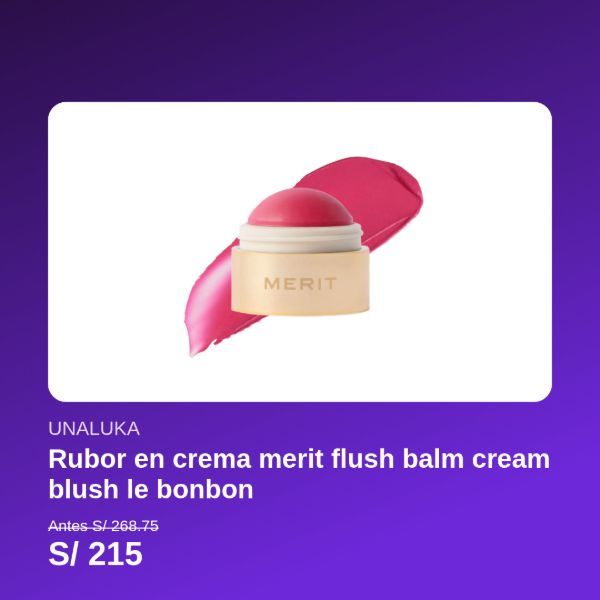 MERIT
UNALUKA
Rubor en crema merit flush balm cream
blush le bonbon
Antes S/ 268.75
S/ 215